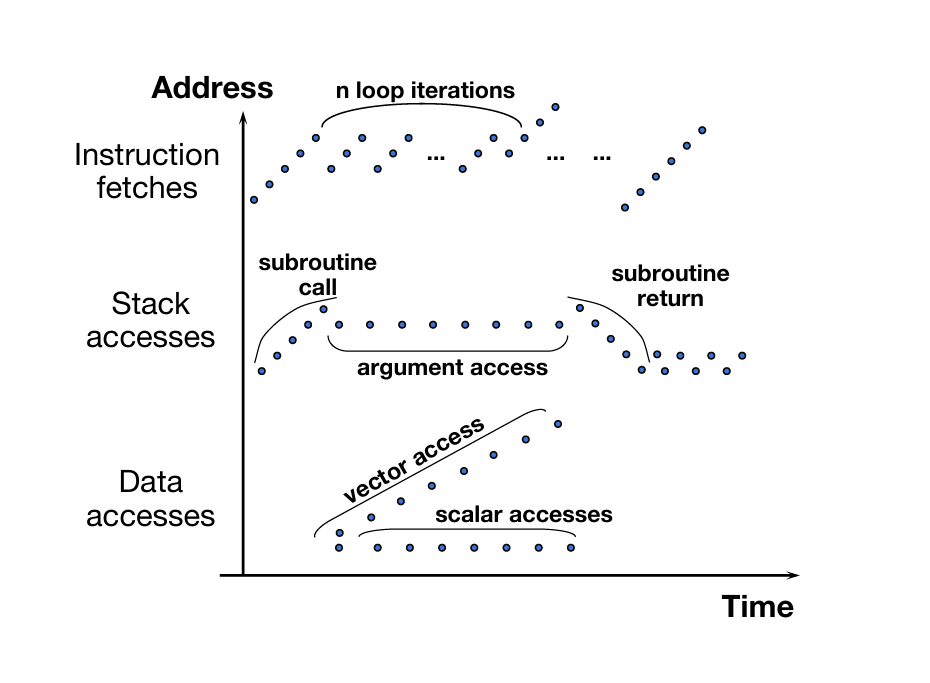 Address
n loop iterations
Instruction
fetches
...
... ...
subroutine
call
subroutine
return
Stack
accesses
argument access
vector access
Data
accesses
scalar accesses
Time